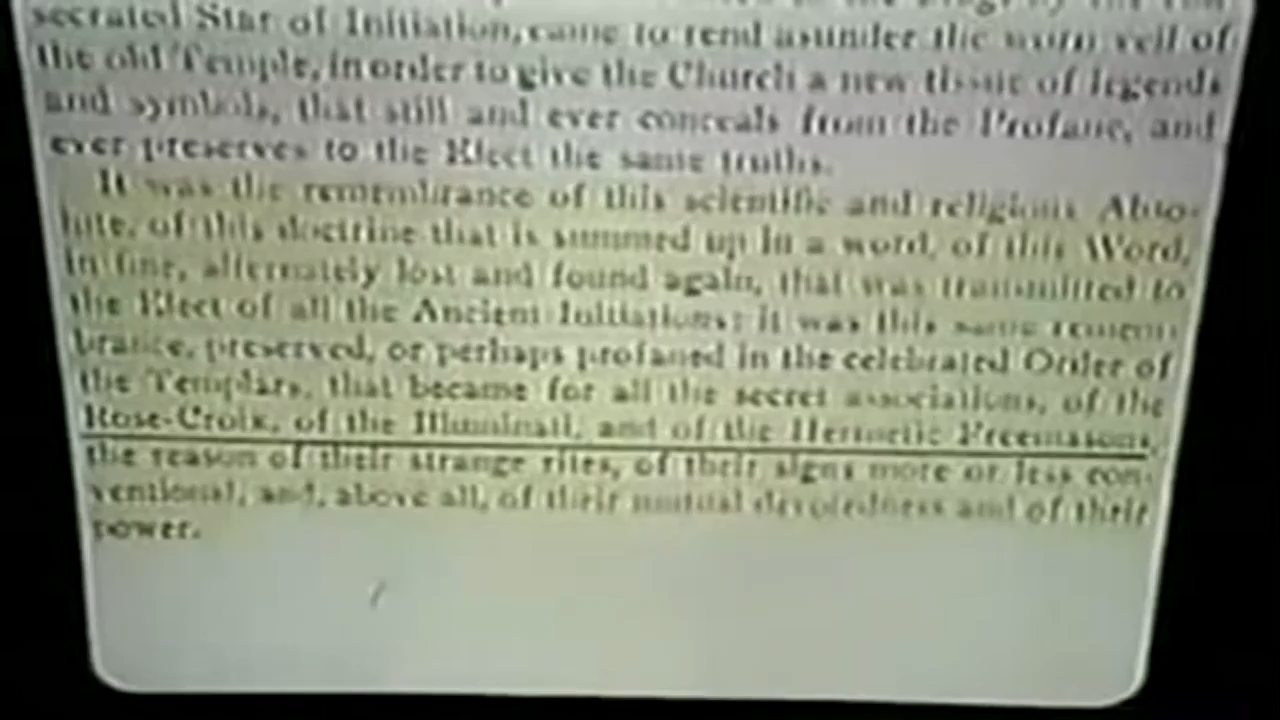 secrated Star of Initiation, came to rend asunder the worn veil of
the old Temple, in order to give the Church a new tissue of legends
and symbols, that still and ever conceals from the Profane, and
ever preserves to the Elect the same truths.
It was the remembrance of this scientific and religious Abso-
lute, of this doctrine that is summed up in a word, of this Word,
in fine, alternately lost and found again, that was transmitted to
the Elect of all the Ancient Initiations: it was this same remem-
brance, preserved, or perhaps profaned in the celebrated Order of
the Templars, that became for all the secret associations, of the
Rose-Croix, of the Illuminati, and of the Hermetic Freemasons,
the reason of their strange rites, of their signs more or less con-
ventional, and, above all, of their mutual devotedness and of their
power.